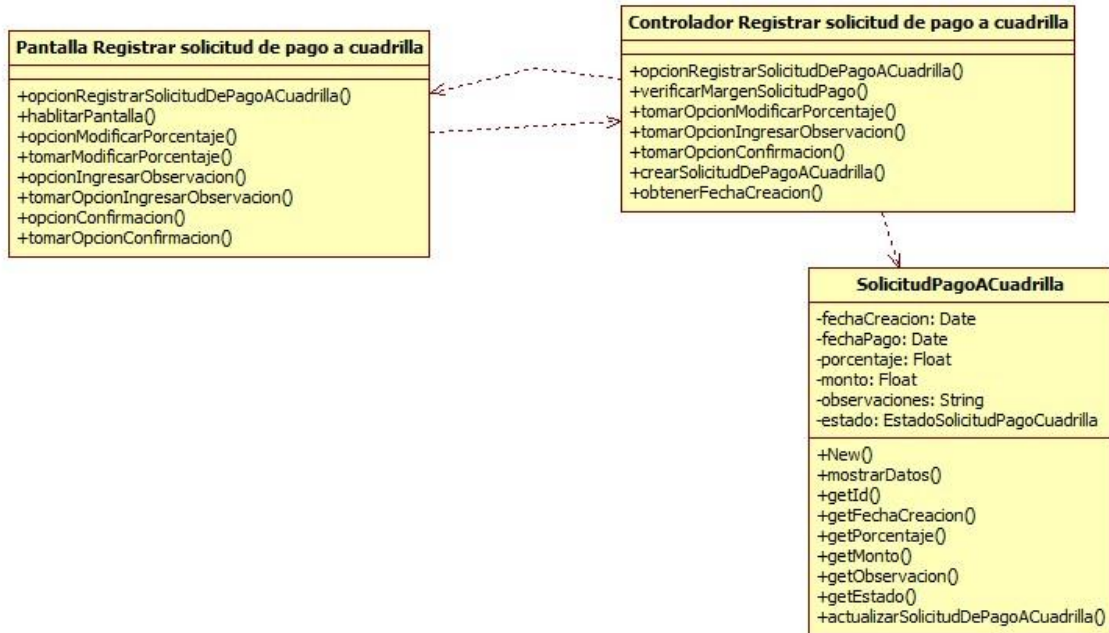 Pantalla Registrar solicitud de pago a cuadrilla
+opcionRegistrarSolicitudDePagoACuadrilla()
+hablitarPantalla()
+opcionModificarPorcentaje()
+tomarModificarPorcentaje()
+opcionIngresarObservacion()
+tomarOpcionIngresarObservacion()
+opcionConfirmacion()
+tomarOpcionConfirmacion()
Controlador Registrar solicitud de pago a cuadrilla
+opcionRegistrarSolicitudDePagoACuadrilla()
+verificarMargenSolicitudPago()
+tomarOpcionModificarPorcentaje()
+tomarOpcionIngresarObservacion()
+tomarOpcionConfirmacion()
+crearSolicitudDePagoACuadrilla()
+obtenerFechaCreacion()
SolicitudPagoACuadrilla
-fechaCreacion: Date
-fechaPago: Date
-porcentaje: Float
-monto: Float
-observaciones: String
-estado: EstadoSolicitudPagoCuadrilla
+New()
+mostrarDatos()
+getId()
+getFechaCreacion()
+getPorcentaje()
+getMonto()
+getObservacion()
+getEstado()
+actualizarSolicitudDePagoACuadrilla()